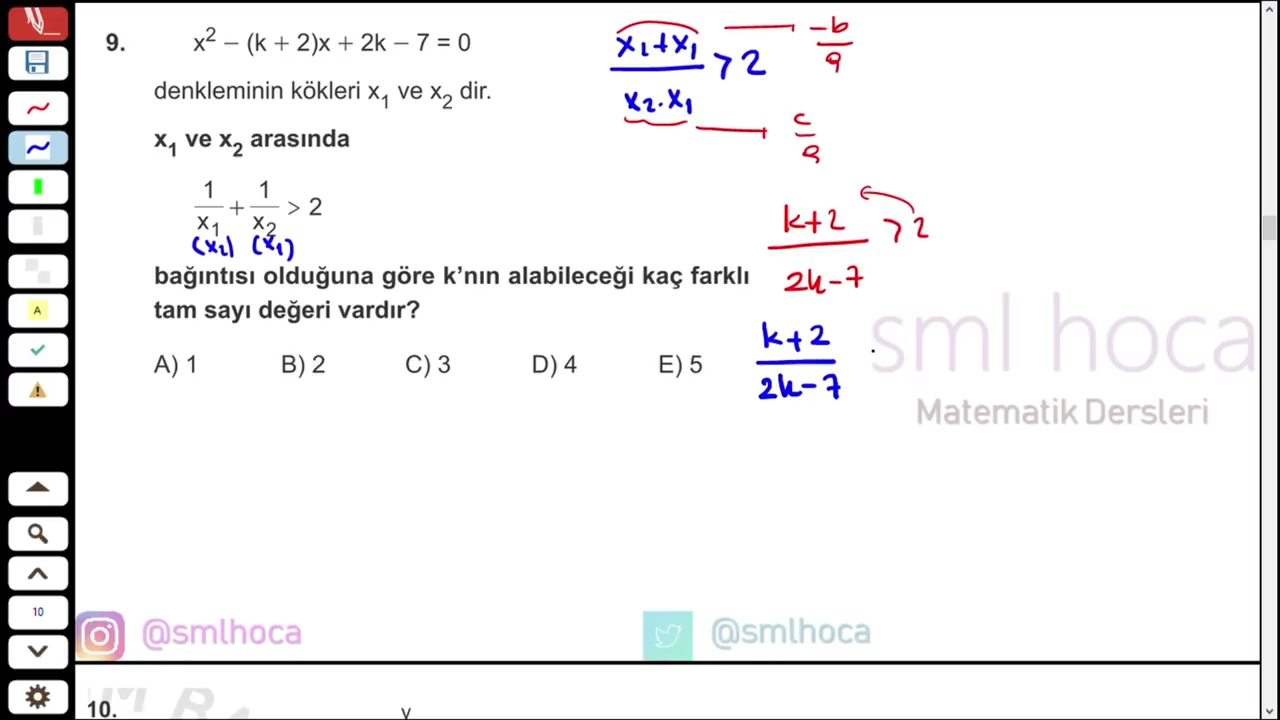 9. x² − (k + 2)x + 2k − 7 = 0
denkleminin kökleri x₁ ve x₂ dir.
x₁ ve x₂ arasında
1/x₁ + 1/x₂ > 2
(x₂) (x₁)
bağıntısı olduğuna göre k'nın alabileceği kaç farklı
tam sayı değeri vardır?
A) 1 B) 2 C) 3 D) 4 E) 5
x₁+x₁ / x₂.x₁ > 2
-b/a
c/a
k+2 / 2k-7 > 2
k+2 / 2k-7
sml hoca
Matematik Dersleri
A
10
@smlhoca @smlhoca
10. y